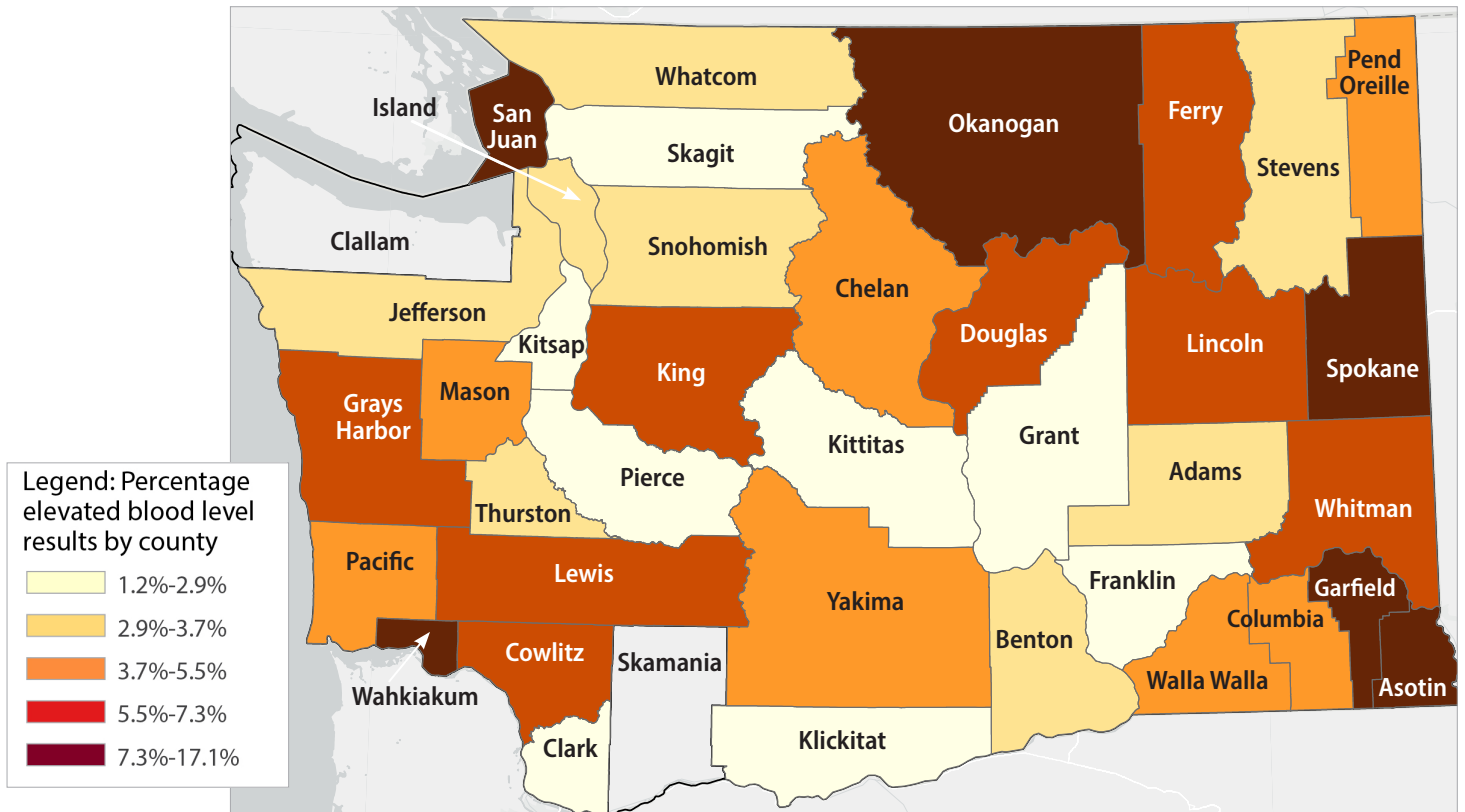 Whatcom
Island
San
Juan
Skagit
Okanogan
Ferry
Pend
Oreille
Stevens
Clallam
Snohomish
Chelan
Jefferson
Kitsap
King
Douglas
Lincoln
Spokane
Mason
Grays
Harbor
Kittitas
Grant
Pierce
Adams
Thurston
Whitman
Pacific
Lewis
Yakima
Franklin
Garfield
Columbia
Benton
Cowlitz
Skamania
Wahkiakum
Walla Walla
Asotin
Clark
Klickitat
Legend: Percentage
elevated blood level
results by county
1.2%-2.9%
2.9%-3.7%
3.7%-5.5%
5.5%-7.3%
7.3%-17.1%